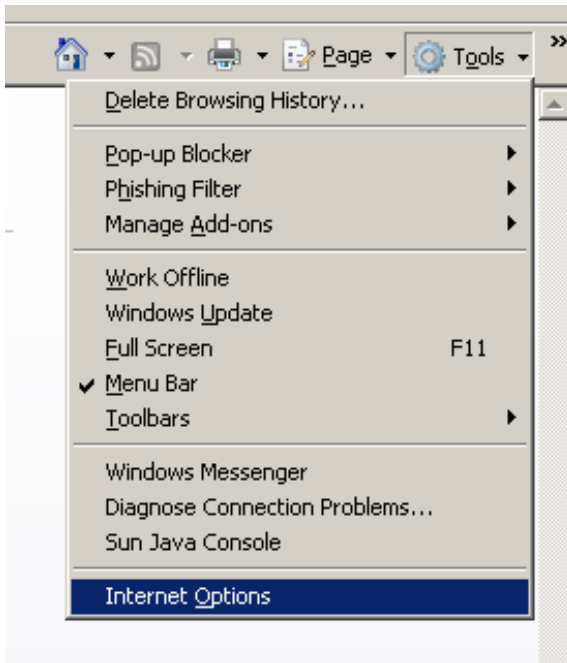 Page Tools »
Delete Browsing History...
Pop-up Blocker
Phishing Filter
Manage Add-ons
Work Offline
Windows Update
Full Screen F11
Menu Bar
Toolbars
Windows Messenger
Diagnose Connection Problems...
Sun Java Console
Internet Options